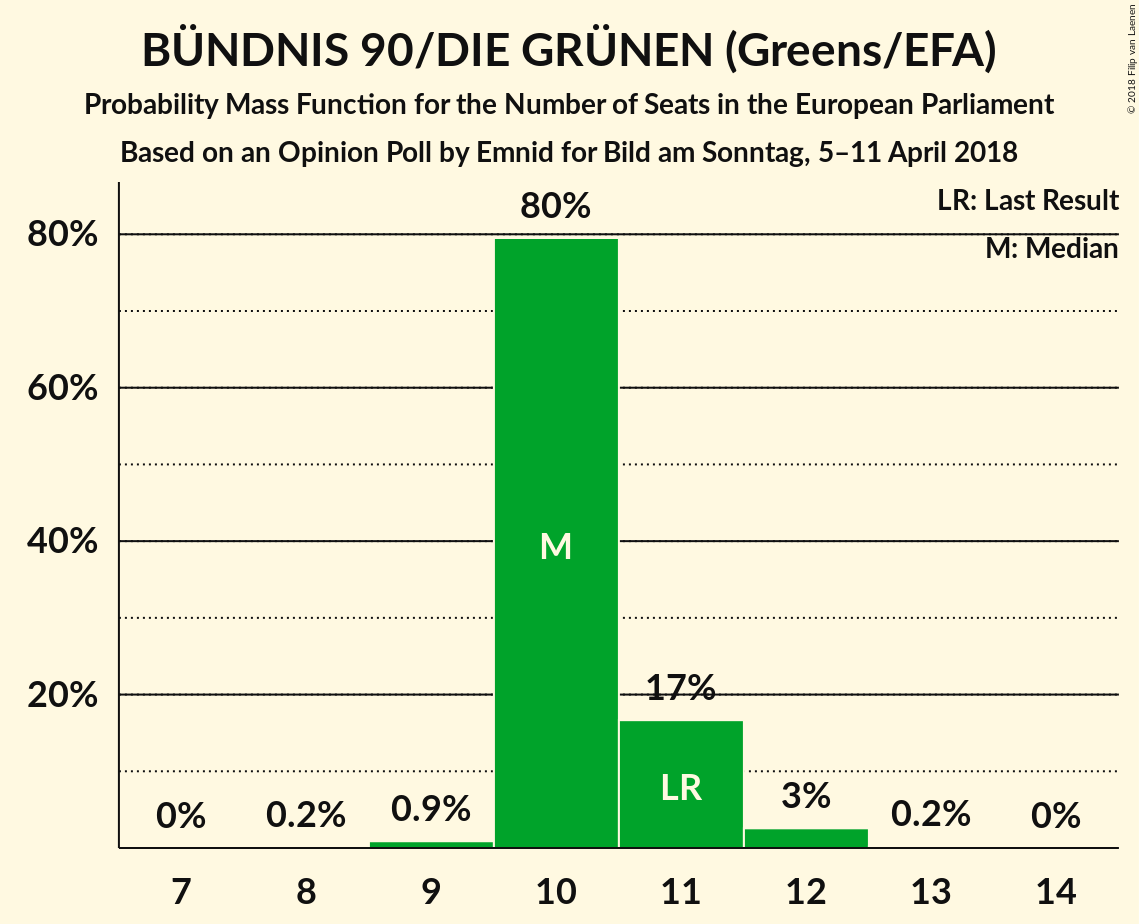 BÜNDNIS 90/DIE GRÜNEN (Greens/EFA)
Probability Mass Function for the Number of Seats in the European Parliament
Based on an Opinion Poll by Emnid for Bild am Sonntag, 5–11 April 2018
© 2018 Filip van Laenen
LR: Last Result
M: Median
80%
60%
40%
20%
0%
0.2%
0.9%
80%
17%
3%
0.2%
0%
M
LR
7 8 9 10 11 12 13 14